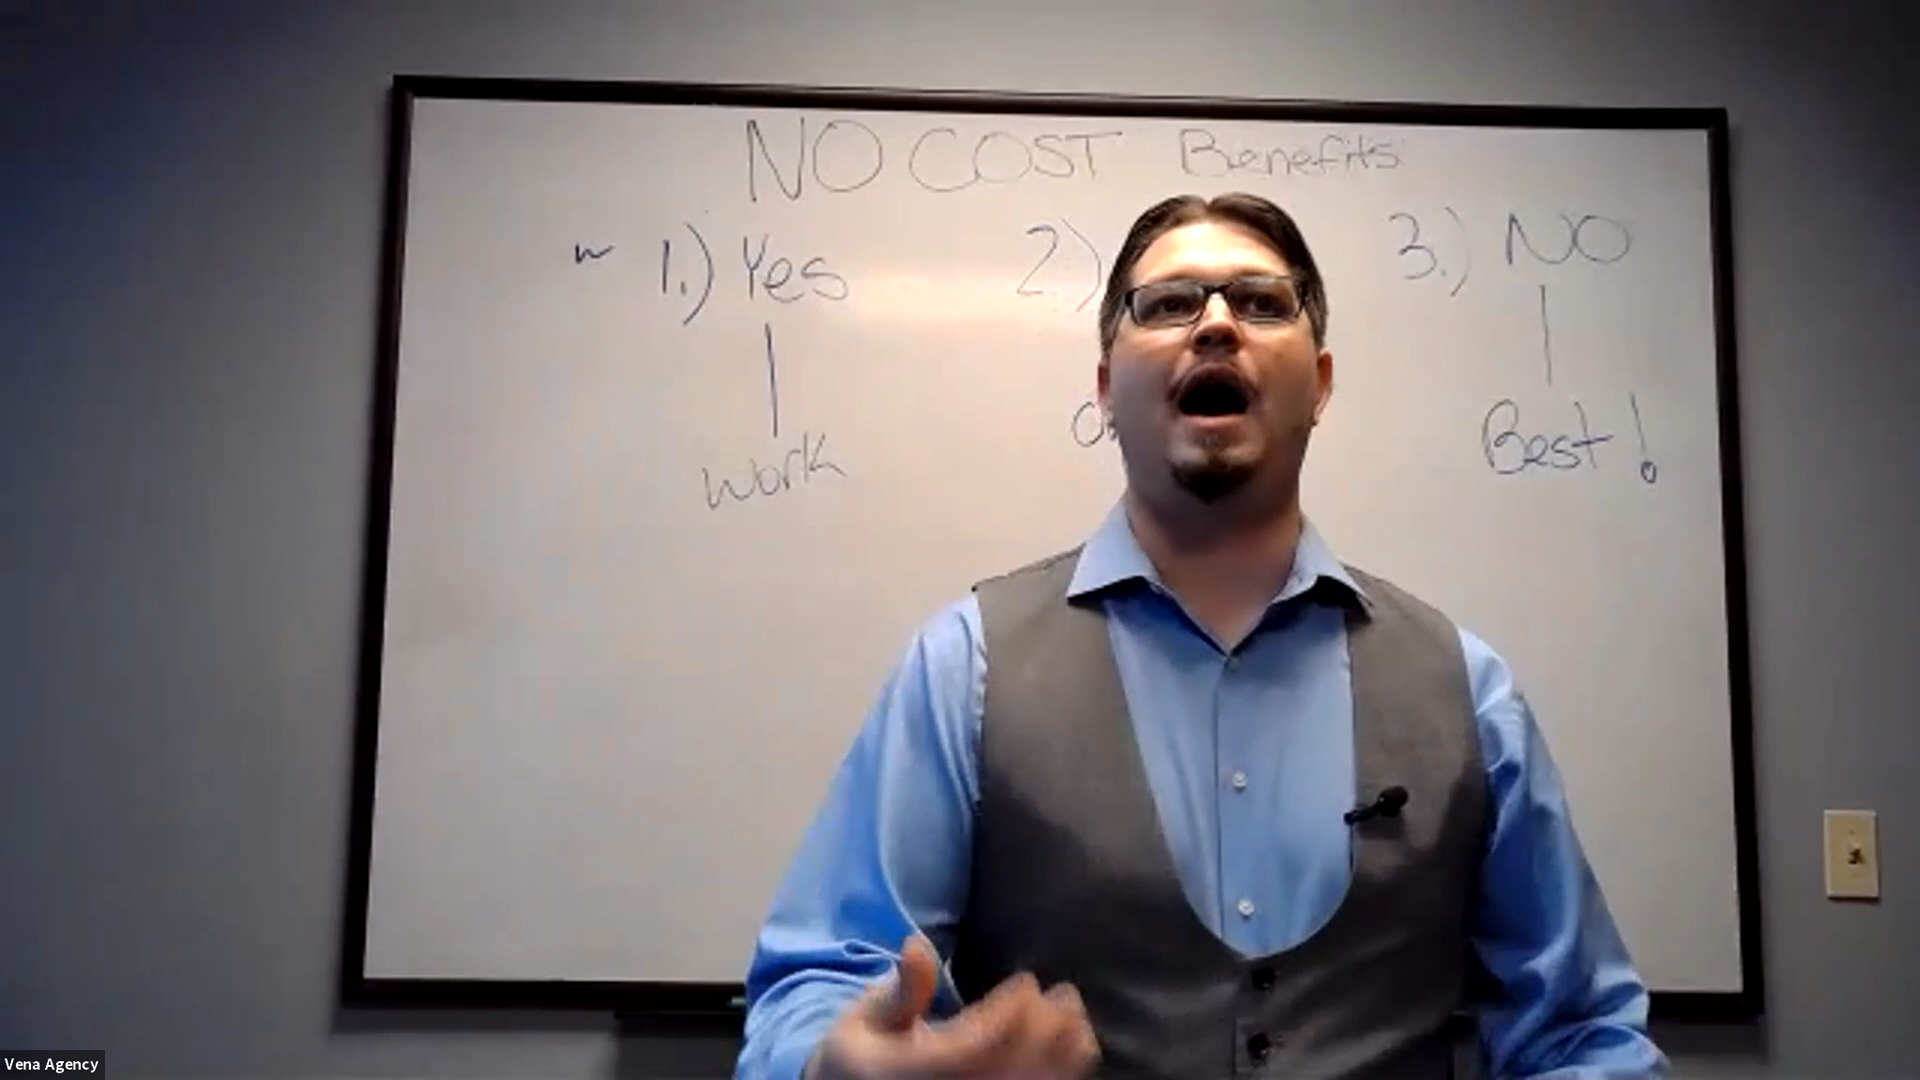 NO COST Benefits
1.) Yes 2.) 3.) NO
work Best!
Vena Agency